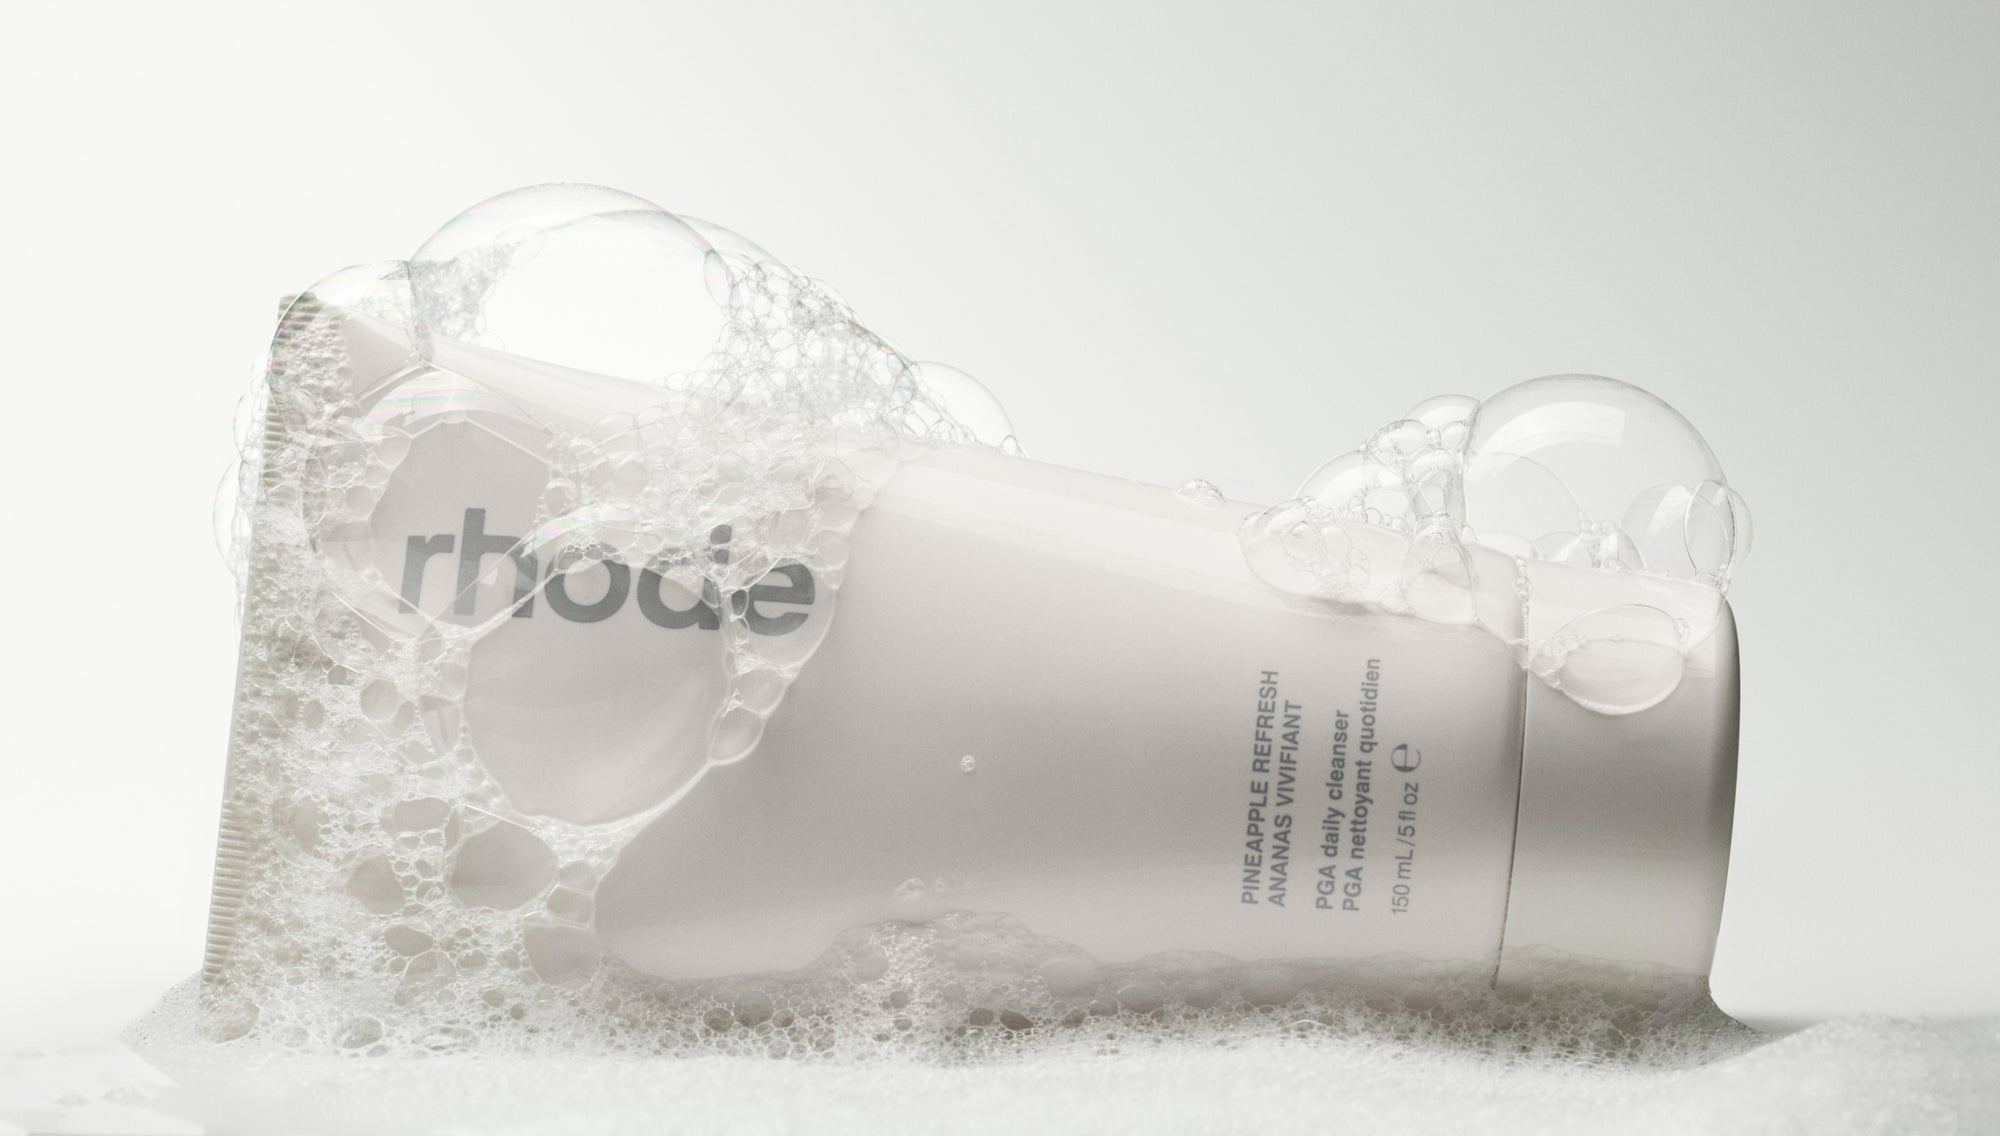 rhode
PINEAPPLE REFRESH
ANANAS VIVIFIANT
PGA daily cleanser
PGA nettoyant quotidien
150 mL / 5 fl oz ℮